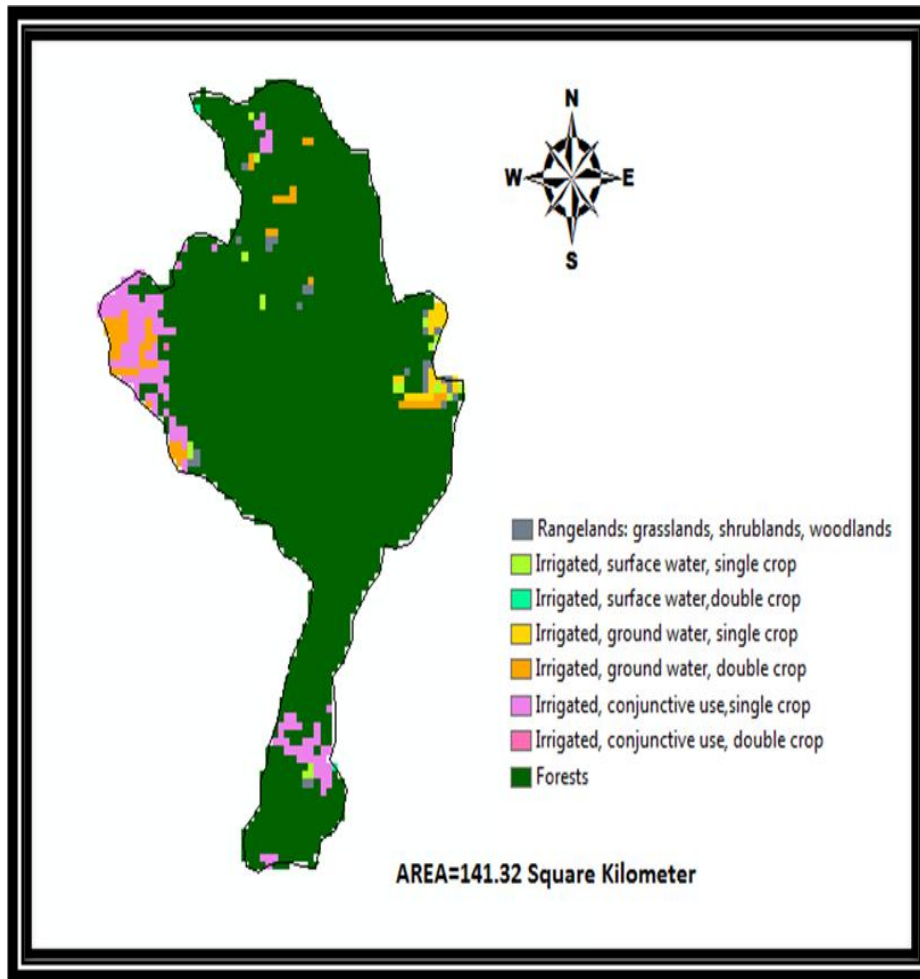 N
W E
S
Rangelands: grasslands, shrublands, woodlands
Irrigated, surface water, single crop
Irrigated, surface water,double crop
Irrigated, ground water, single crop
Irrigated, ground water, double crop
Irrigated, conjunctive use,single crop
Irrigated, conjunctive use, double crop
Forests
AREA=141.32 Square Kilometer